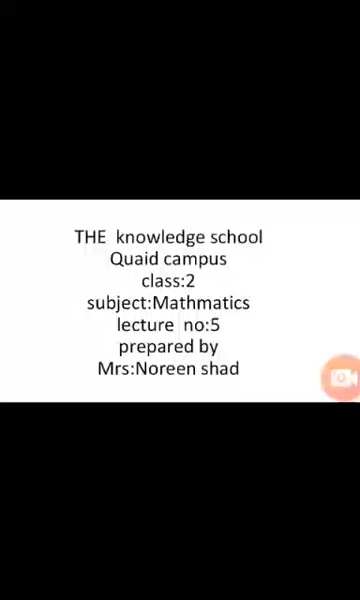 THE knowledge school
Quaid campus
class:2
subject:Mathmatics
lecture no:5
prepared by
Mrs:Noreen shad